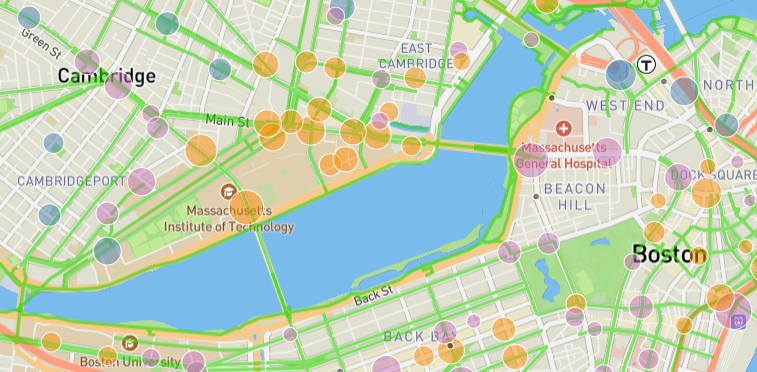 Green St
Cambridge
EAST
CAMBRIDGE
T
NORTH
WEST END
Main St
Massachusetts
General Hospital
CAMBRIDGEPORT
DOCK SQUARE
BEACON
HILL
Massachusetts
Institute of Technology
Boston
Back St
BACK BAY
Boston University